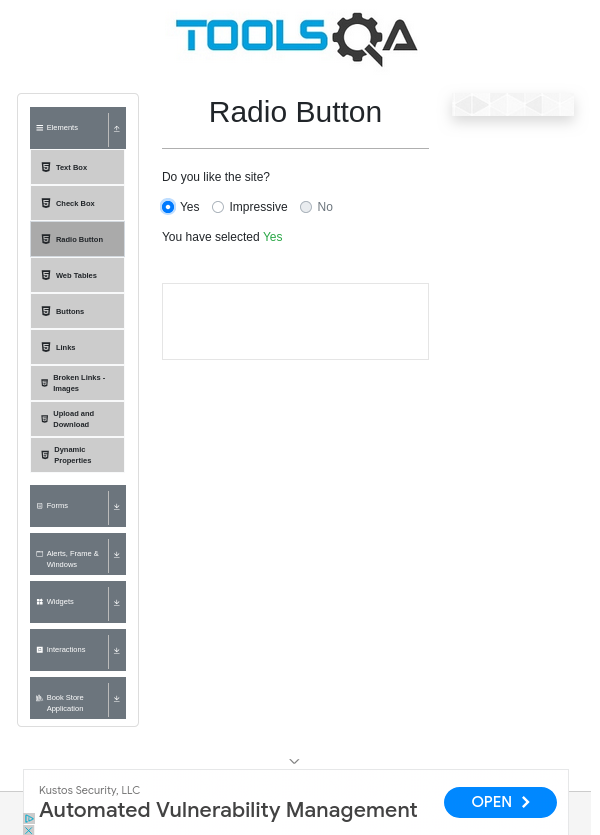 TOOLSQA
Radio Button
Elements
Text Box
Check Box
Radio Button
Web Tables
Buttons
Links
Broken Links -
Images
Upload and
Download
Dynamic
Properties
Forms
Alerts, Frame &
Windows
Widgets
Interactions
Book Store
Application
Do you like the site?
Yes Impressive No
You have selected Yes
Kustos Security, LLC
Automated Vulnerability Management
OPEN